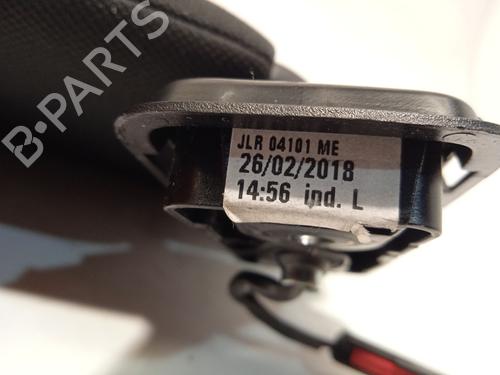 B-PARTS
JLR 04101 ME
26/02/2018
14:56 ind. L